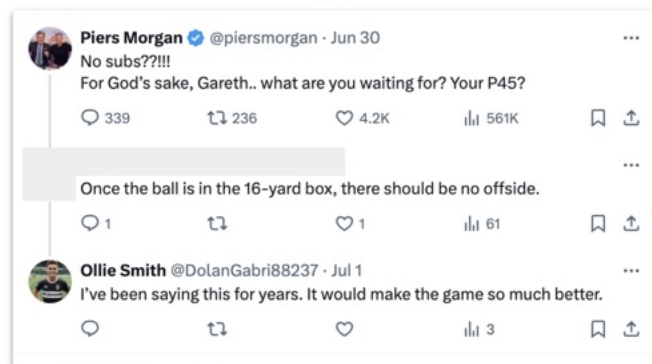 Piers Morgan @piersmorgan · Jun 30
No subs??!!!
For God's sake, Gareth.. what are you waiting for? Your P45?
339 236 4.2K 561K
Once the ball is in the 16-yard box, there should be no offside.
1 1 61
Ollie Smith @DolanGabri88237 · Jul 1
I've been saying this for years. It would make the game so much better.
3